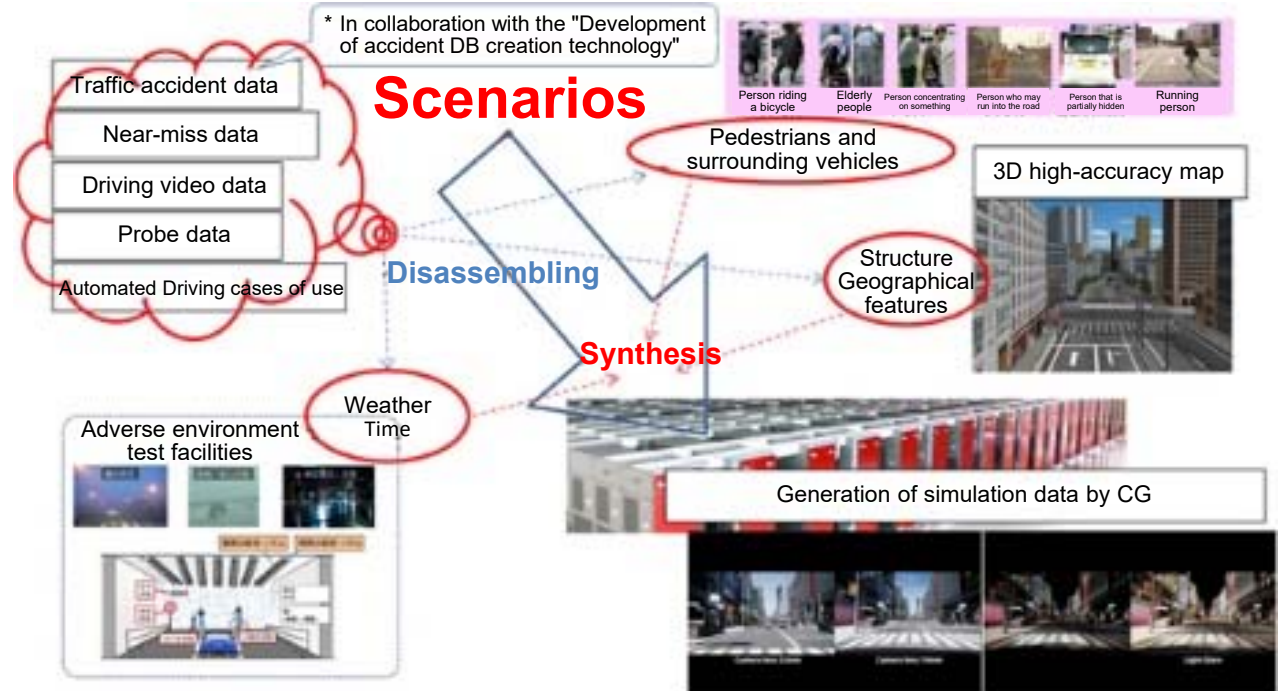 * In collaboration with the "Development
of accident DB creation technology"
Traffic accident data
Near-miss data
Driving video data
Probe data
Automated Driving cases of use
Scenarios
Person riding
a bicycle
Elderly
people
Person concentrating
on something
Person who may
run into the road
Person that is
partially hidden
Running
person
Pedestrians and
surrounding vehicles
3D high-accuracy map
Structure
Geographical
features
Disassembling
Synthesis
Weather
Time
Adverse environment
test facilities
Generation of simulation data by CG